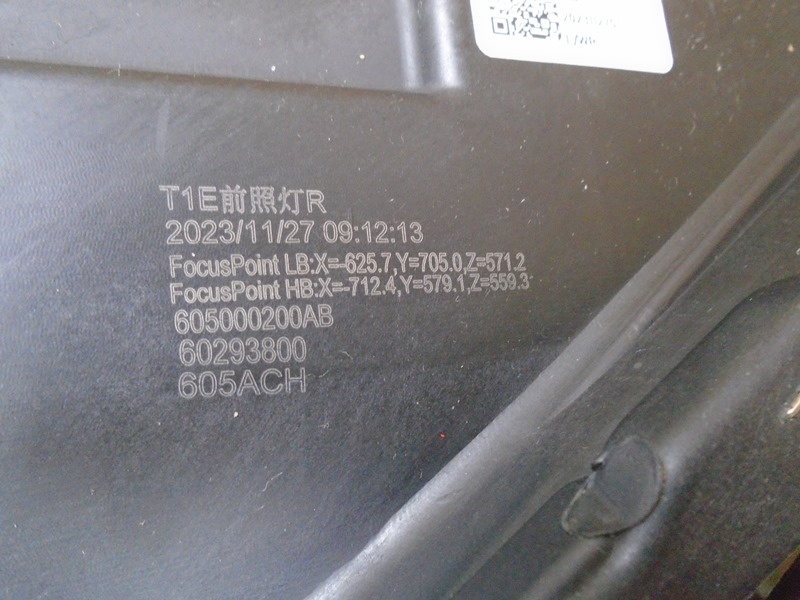 T1E前照灯R
2023/11/27 09:12:13
FocusPoint LB:X=-625.7,Y=705.0,Z=571.2
FocusPoint HB:X=-712.4,Y=579.1,Z=559.3
605000200AB
60293800
605ACH